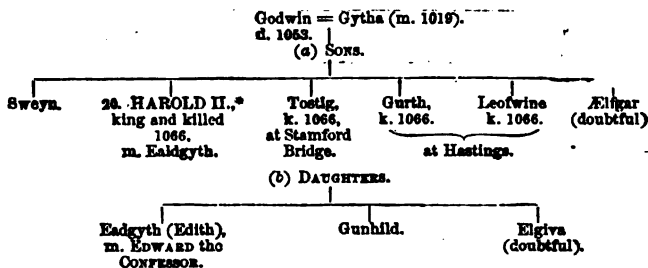 Godwin = Gytha (m. 1019).
d. 1053.
(a) SONS.
Sweyn. 20. HAROLD II.,* Tostig, Gurth, Leofwine Ælfgar
king and killed k. 1066, k. 1066. k. 1066. (doubtful)
1066, at Stamford
m. Ealdgyth. Bridge. at Hastings.
(b) DAUGHTERS.
Eadgyth (Edith), Gunhild. Elgiva
m. EDWARD the (doubtful).
CONFESSOR.